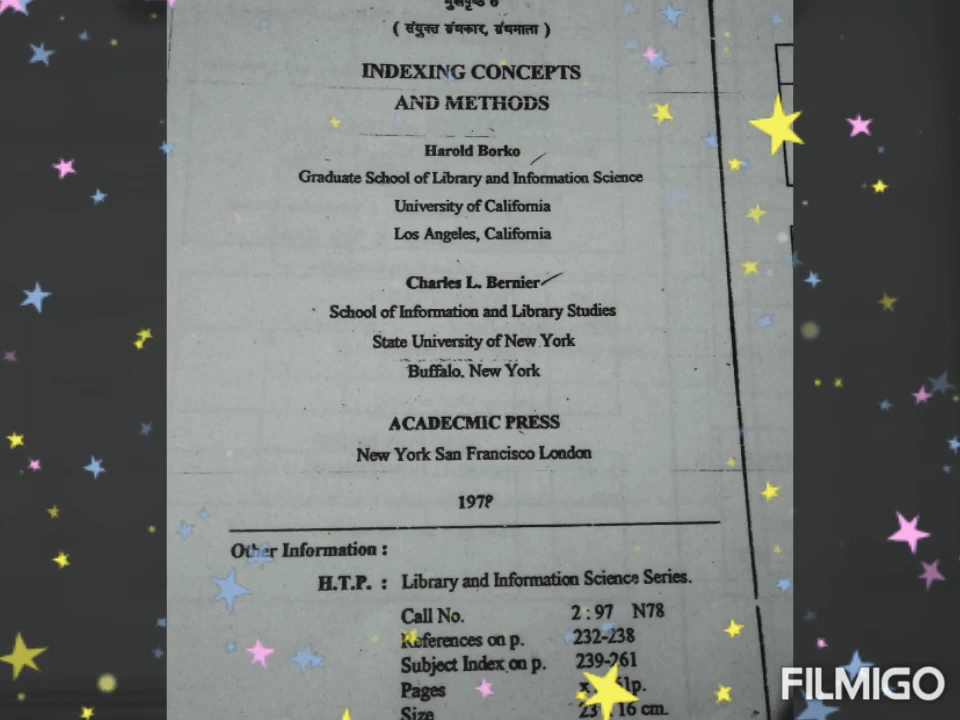 मुखपृष्ठ 6
( संयुक्त ग्रंथकार, ग्रंथमाला )
INDEXING CONCEPTS
AND METHODS
Harold Borko
Graduate School of Library and Information Science
University of California
Los Angeles, California
Charles L. Bernier
School of Information and Library Studies
State University of New York
Buffalo. New York
ACADECMIC PRESS
New York San Francisco London
1978
Other Information :
H.T.P. : Library and Information Science Series.
Call No. 2 : 97 N78
References on p. 232-238
Subject Index on p. 239-261
Pages
Size 16 cm.
FILMIGO